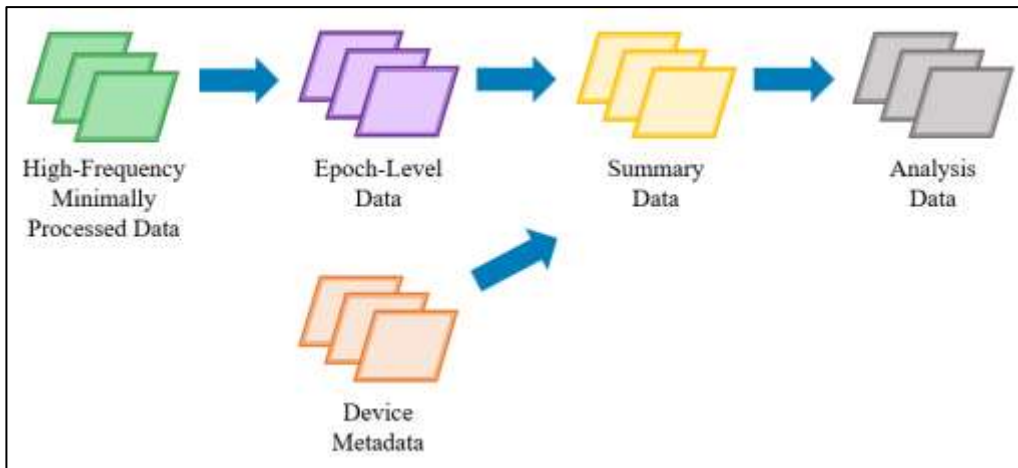 High-Frequency
Minimally
Processed Data
Epoch-Level
Data
Summary
Data
Analysis
Data
Device
Metadata